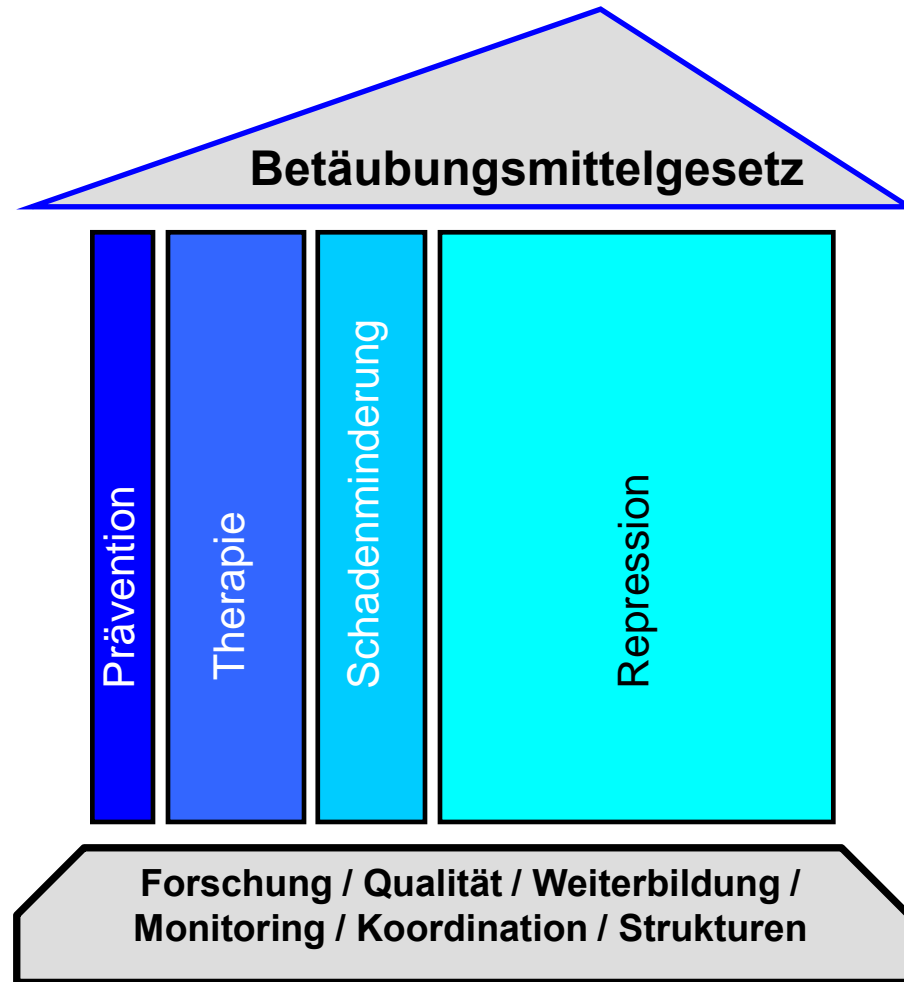 Betäubungsmittelgesetz
Prävention
Therapie
Schadenminderung
Repression
Forschung / Qualität / Weiterbildung /
Monitoring / Koordination / Strukturen